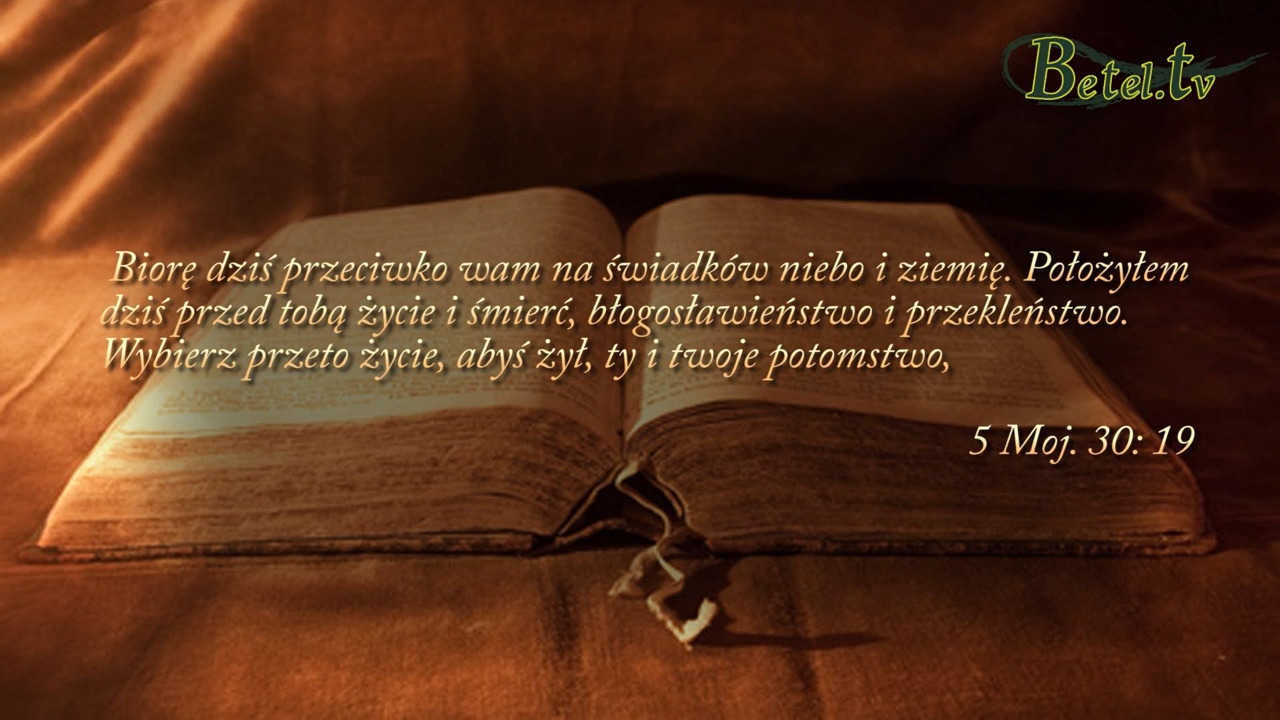 Betel.tv
Biorę dziś przeciwko wam na świadków niebo i ziemię. Położyłem
dziś przed tobą życie i śmierć, błogosławieństwo i przekleństwo.
Wybierz przeto życie, abyś żył, ty i twoje potomstwo,
5 Moj. 30: 19